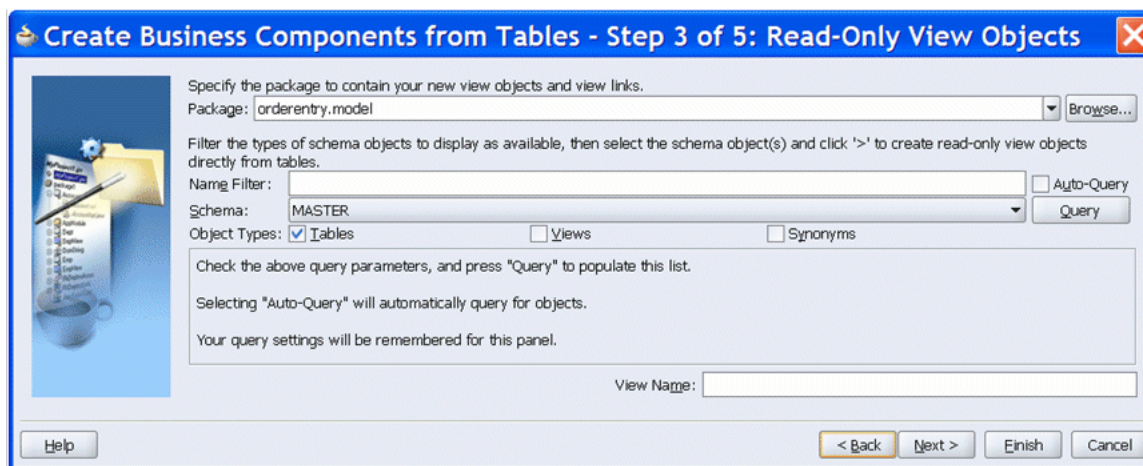 Create Business Components from Tables - Step 3 of 5: Read-Only View Objects
Specify the package to contain your new view objects and view links.
Package: orderentry.model Browse...
Filter the types of schema objects to display as available, then select the schema object(s) and click '>' to create read-only view objects
directly from tables.
Name Filter: Auto-Query
Schema: MASTER Query
Object Types: Tables Views Synonyms
Check the above query parameters, and press "Query" to populate this list.
Selecting "Auto-Query" will automatically query for objects.
Your query settings will be remembered for this panel.
View Name:
Help < Back Next > Finish Cancel